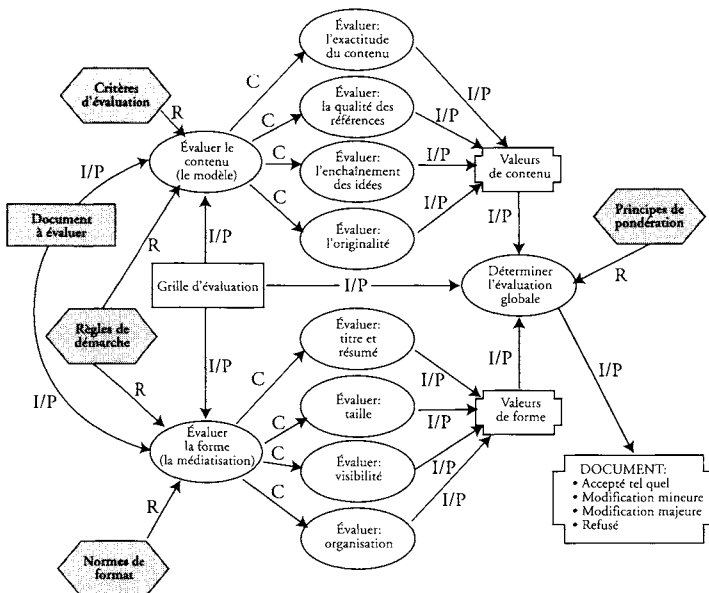 Évaluer:
l'exactitude
du contenu
Critères
d'évaluation
R
C
I/P
Évaluer:
la qualité des
références
C
I/P
I/P
Évaluer le
contenu
(le modèle)
C
Évaluer:
l'enchaînement
des idées
I/P
Valeurs
de contenu
C
I/P
Document
à évaluer
R
I/P
Évaluer:
l'originalité
I/P
Principes de
pondération
R
Grille d'évaluation
I/P
Déterminer
l'évaluation
globale
Règles de
démarche
I/P
Évaluer:
titre et
résumé
I/P
I/P
I/P
R
C
I/P
Évaluer
la forme
(la médiatisation)
C
Évaluer:
taille
I/P
Valeurs
de forme
C
Évaluer:
visibilité
I/P
R
C
Évaluer:
organisation
I/P
Normes de
format
DOCUMENT:
• Accepté tel quel
• Modification mineure
• Modification majeure
• Refusé